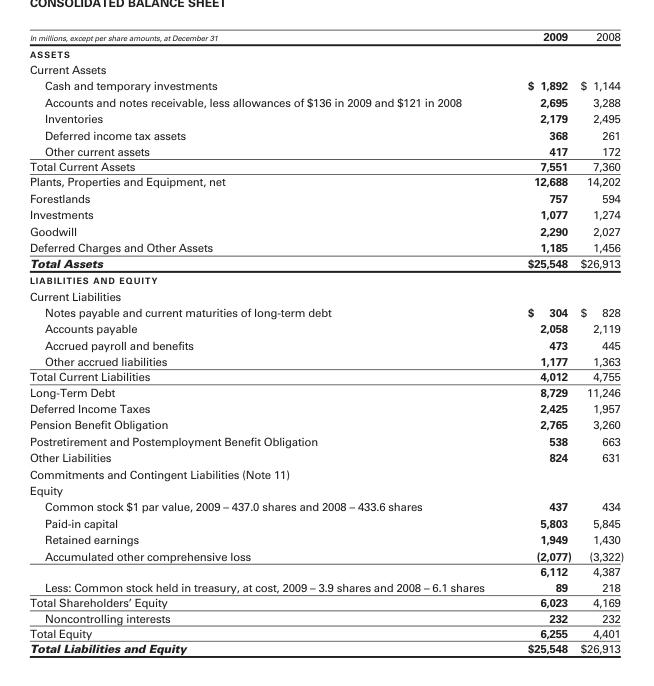 CONSOLIDATED BALANCE SHEET
In millions, except per share amounts, at December 31 2009 2008
ASSETS
Current Assets
Cash and temporary investments $ 1,892 $ 1,144
Accounts and notes receivable, less allowances of $136 in 2009 and $121 in 2008 2,695 3,288
Inventories 2,179 2,495
Deferred income tax assets 368 261
Other current assets 417 172
Total Current Assets 7,551 7,360
Plants, Properties and Equipment, net 12,688 14,202
Forestlands 757 594
Investments 1,077 1,274
Goodwill 2,290 2,027
Deferred Charges and Other Assets 1,185 1,456
Total Assets $25,548 $26,913
LIABILITIES AND EQUITY
Current Liabilities
Notes payable and current maturities of long-term debt $ 304 $ 828
Accounts payable 2,058 2,119
Accrued payroll and benefits 473 445
Other accrued liabilities 1,177 1,363
Total Current Liabilities 4,012 4,755
Long-Term Debt 8,729 11,246
Deferred Income Taxes 2,425 1,957
Pension Benefit Obligation 2,765 3,260
Postretirement and Postemployment Benefit Obligation 538 663
Other Liabilities 824 631
Commitments and Contingent Liabilities (Note 11)
Equity
Common stock $1 par value, 2009 – 437.0 shares and 2008 – 433.6 shares 437 434
Paid-in capital 5,803 5,845
Retained earnings 1,949 1,430
Accumulated other comprehensive loss (2,077) (3,322)
6,112 4,387
Less: Common stock held in treasury, at cost, 2009 – 3.9 shares and 2008 – 6.1 shares 89 218
Total Shareholders' Equity 6,023 4,169
Noncontrolling interests 232 232
Total Equity 6,255 4,401
Total Liabilities and Equity $25,548 $26,913